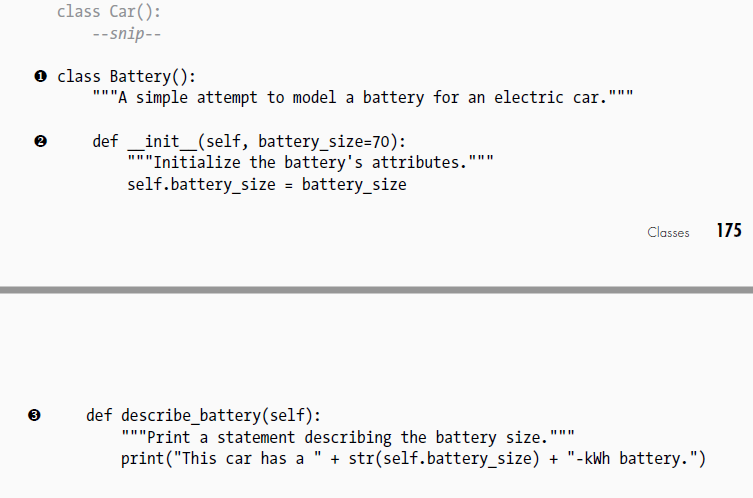 class Car():
--snip--
❶ class Battery():
"""A simple attempt to model a battery for an electric car."""
❷ def __init__(self, battery_size=70):
"""Initialize the battery's attributes."""
self.battery_size = battery_size
Classes 175
❸ def describe_battery(self):
"""Print a statement describing the battery size."""
print("This car has a " + str(self.battery_size) + "-kWh battery.")